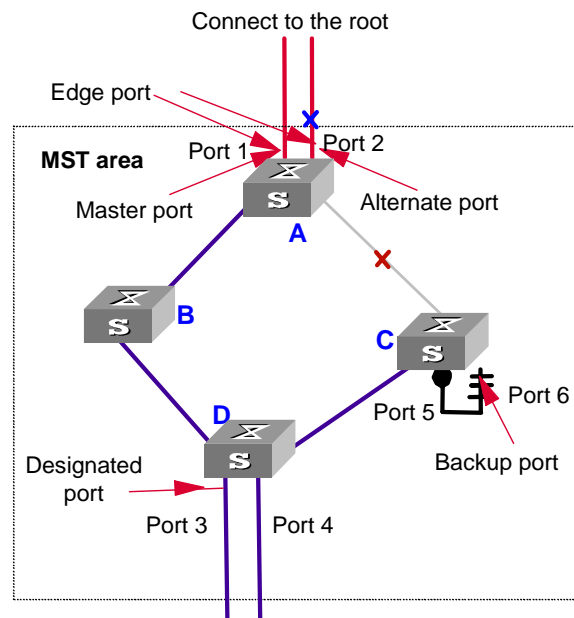 Connect to the root
Edge port
MST area
Port 1
Port 2
Master port
Alternate port
S
A
S
B
C
S
Port 5
Port 6
D
S
Backup port
Designated
port
Port 3
Port 4